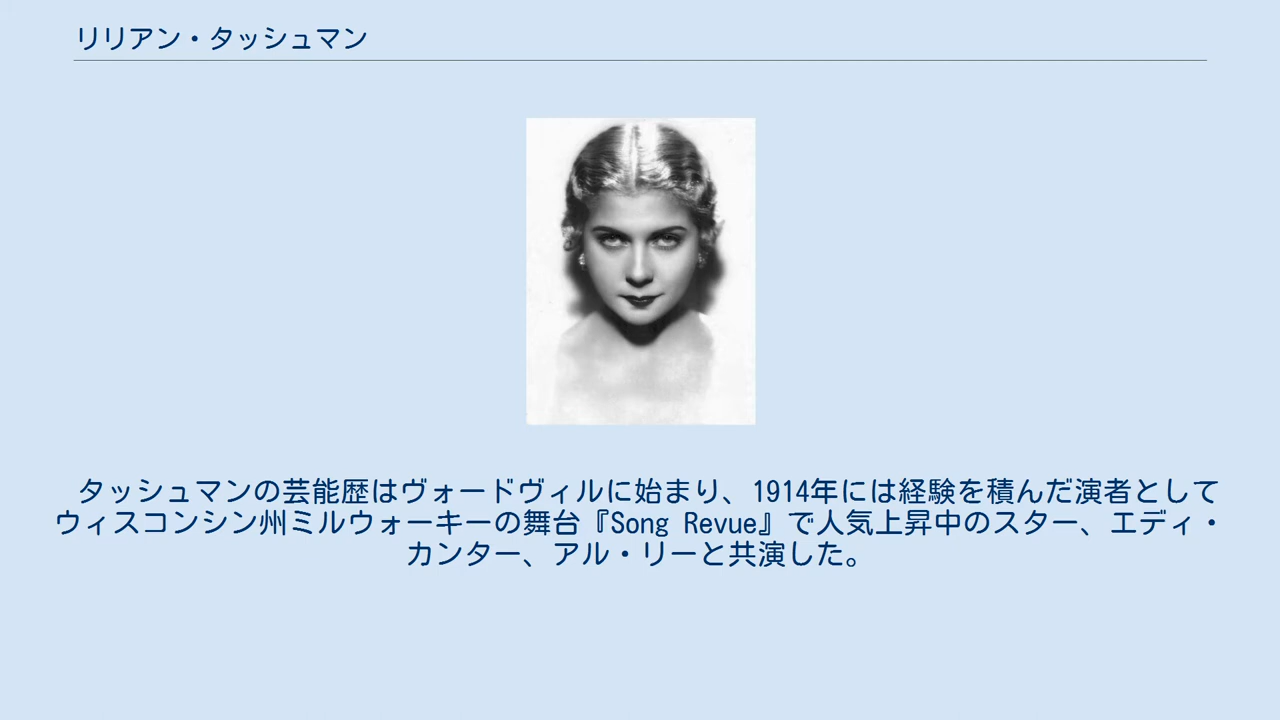 リリアン・タッシュマン
タッシュマンの芸能歴はヴォードヴィルに始まり、1914年には経験を積んだ演者として
ウィスコンシン州ミルウォーキーの舞台『Song Revue』で人気上昇中のスター、エディ・
カンター、アル・リーと共演した。